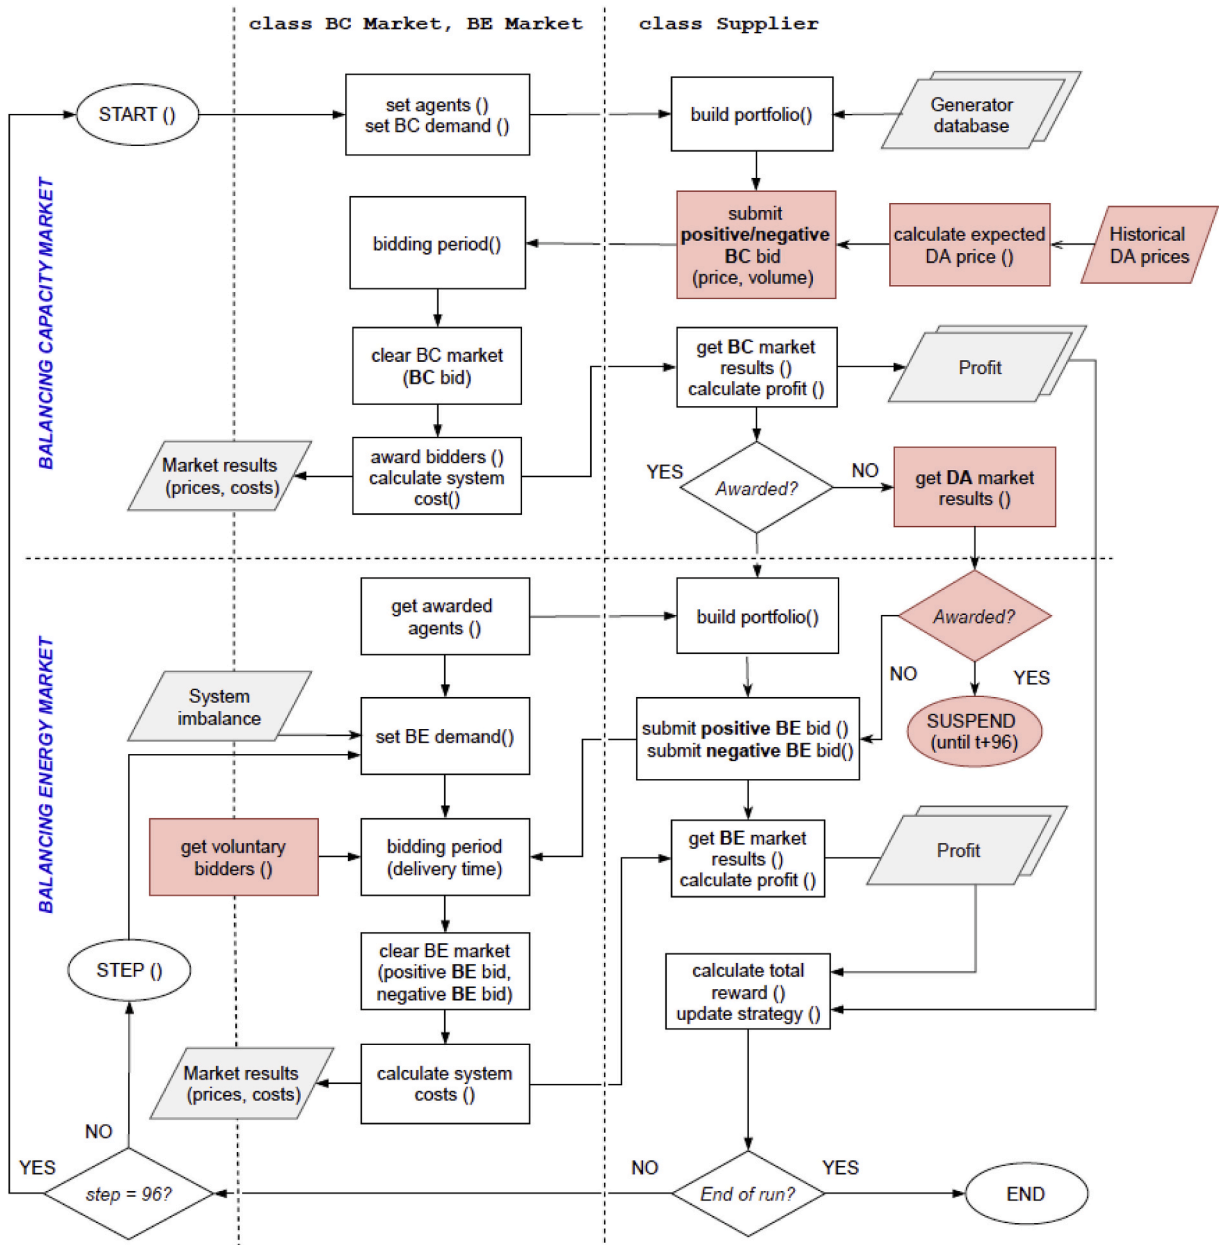 class BC Market, BE Market
class Supplier
START ()
set agents ()
set BC demand ()
build portfolio()
Generator
database
BALANCING CAPACITY MARKET
bidding period()
submit
positive/negative
BC bid
(price, volume)
calculate expected
DA price ()
Historical
DA prices
clear BC market
(BC bid)
get BC market
results ()
calculate profit ()
Profit
Market results
(prices, costs)
award bidders ()
calculate system
cost()
YES
Awarded?
NO
get DA market
results ()
BALANCING ENERGY MARKET
get awarded
agents ()
build portfolio()
Awarded?
NO
YES
System
imbalance
set BE demand()
submit positive BE bid ()
submit negative BE bid()
SUSPEND
(until t+96)
get voluntary
bidders ()
bidding period
(delivery time)
get BE market
results ()
calculate profit ()
Profit
STEP ()
clear BE market
(positive BE bid,
negative BE bid)
calculate total
reward ()
update strategy ()
Market results
(prices, costs)
calculate system
costs ()
NO
YES
step = 96?
NO
End of run?
YES
END